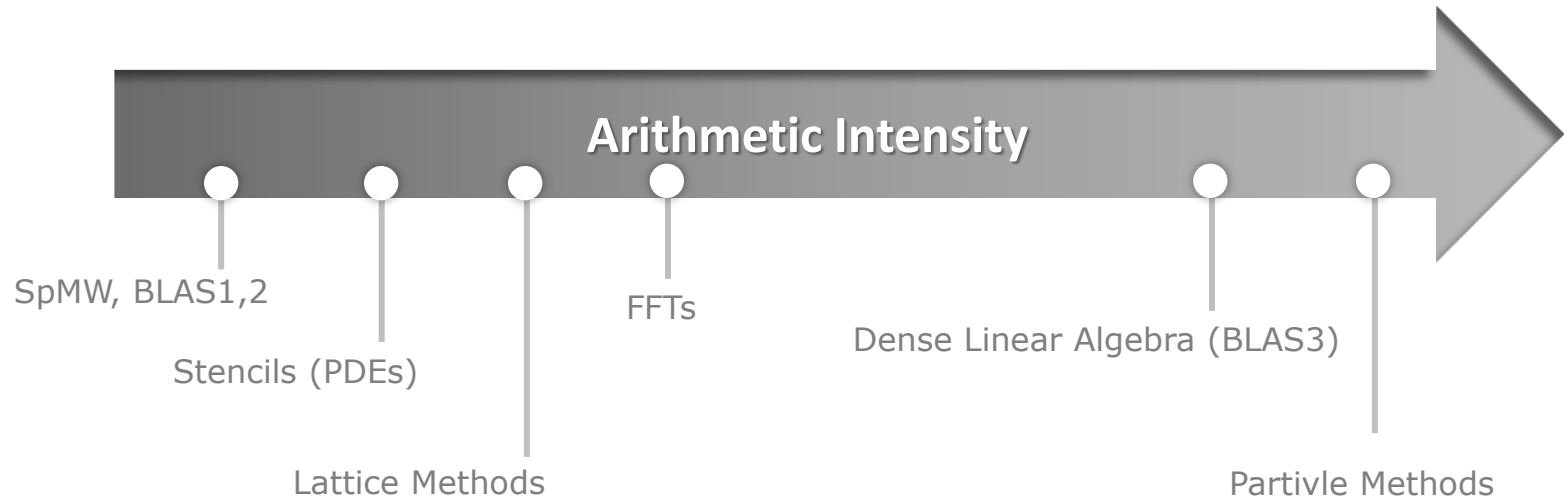 Arithmetic Intensity
SpMW, BLAS1,2
FFTs
Dense Linear Algebra (BLAS3)
Stencils (PDEs)
Lattice Methods
Partivle Methods